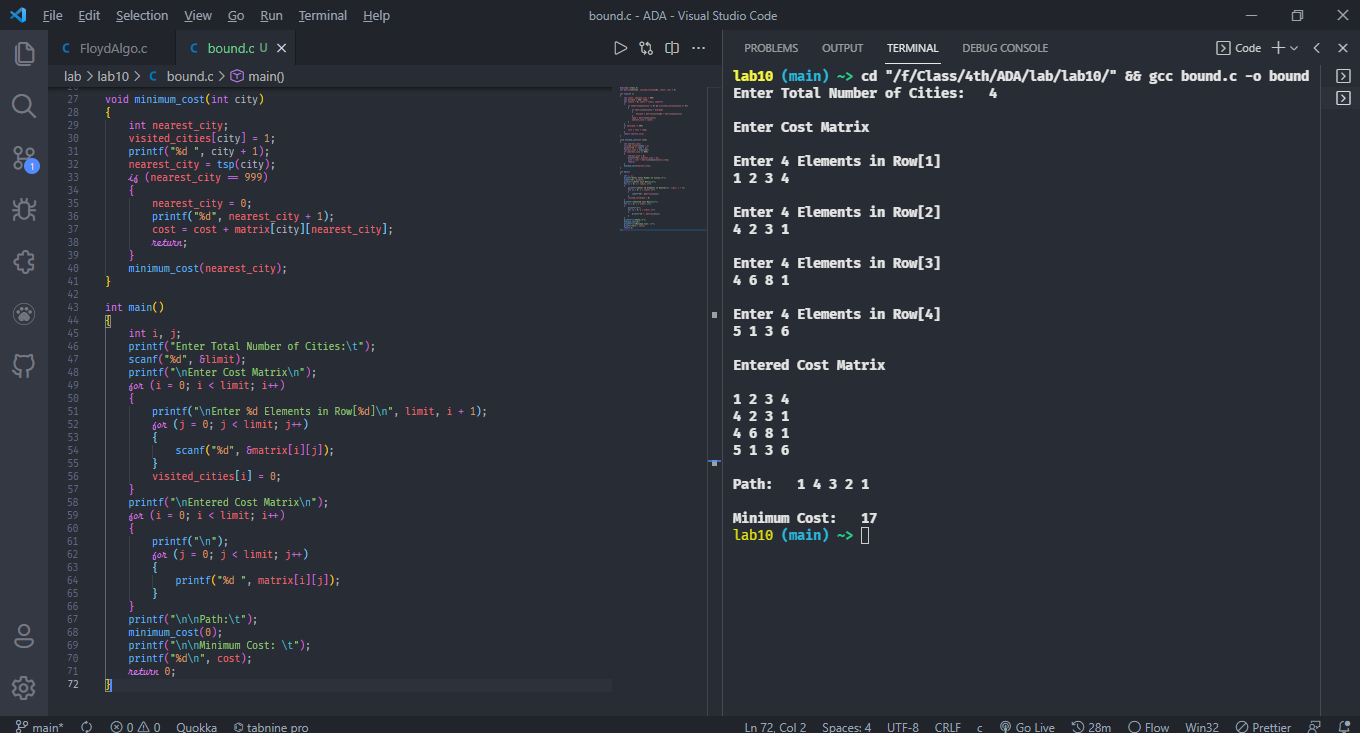 File Edit Selection View Go Run Terminal Help bound.c - ADA - Visual Studio Code
C FloydAlgo.c C bound.c U
lab > lab10 > C bound.c > main()
27 void minimum_cost(int city)
28 {
29 int nearest_city;
30 visited_cities[city] = 1;
31 printf("%d ", city + 1);
32 nearest_city = tsp(city);
33 if (nearest_city == 999)
34 {
35 nearest_city = 0;
36 printf("%d", nearest_city + 1);
37 cost = cost + matrix[city][nearest_city];
38 return;
39 }
40 minimum_cost(nearest_city);
41 }
42
43 int main()
44 {
45 int i, j;
46 printf("Enter Total Number of Cities:\t");
47 scanf("%d", &limit);
48 printf("\nEnter Cost Matrix\n");
49 for (i = 0; i < limit; i++)
50 {
51 printf("\nEnter %d Elements in Row[%d]\n", limit, i + 1);
52 for (j = 0; j < limit; j++)
53 {
54 scanf("%d", &matrix[i][j]);
55 }
56 visited_cities[i] = 0;
57 }
58 printf("\nEntered Cost Matrix\n");
59 for (i = 0; i < limit; i++)
60 {
61 printf("\n");
62 for (j = 0; j < limit; j++)
63 {
64 printf("%d ", matrix[i][j]);
65 }
66 }
67 printf("\n\nPath:\t");
68 minimum_cost(0);
69 printf("\n\nMinimum Cost: \t");
70 printf("%d\n", cost);
71 return 0;
72 }
PROBLEMS OUTPUT TERMINAL DEBUG CONSOLE Code
lab10 (main) ~> cd "/f/Class/4th/ADA/lab/lab10/" && gcc bound.c -o bound
Enter Total Number of Cities: 4
Enter Cost Matrix
Enter 4 Elements in Row[1]
1 2 3 4
Enter 4 Elements in Row[2]
4 2 3 1
Enter 4 Elements in Row[3]
4 6 8 1
Enter 4 Elements in Row[4]
5 1 3 6
Entered Cost Matrix
1 2 3 4
4 2 3 1
4 6 8 1
5 1 3 6
Path: 1 4 3 2 1
Minimum Cost: 17
lab10 (main) ~>
1
main* 0 0 Quokka tabnine pro Ln 72, Col 2 Spaces: 4 UTF-8 CRLF c Go Live 28m Flow Win32 Prettier